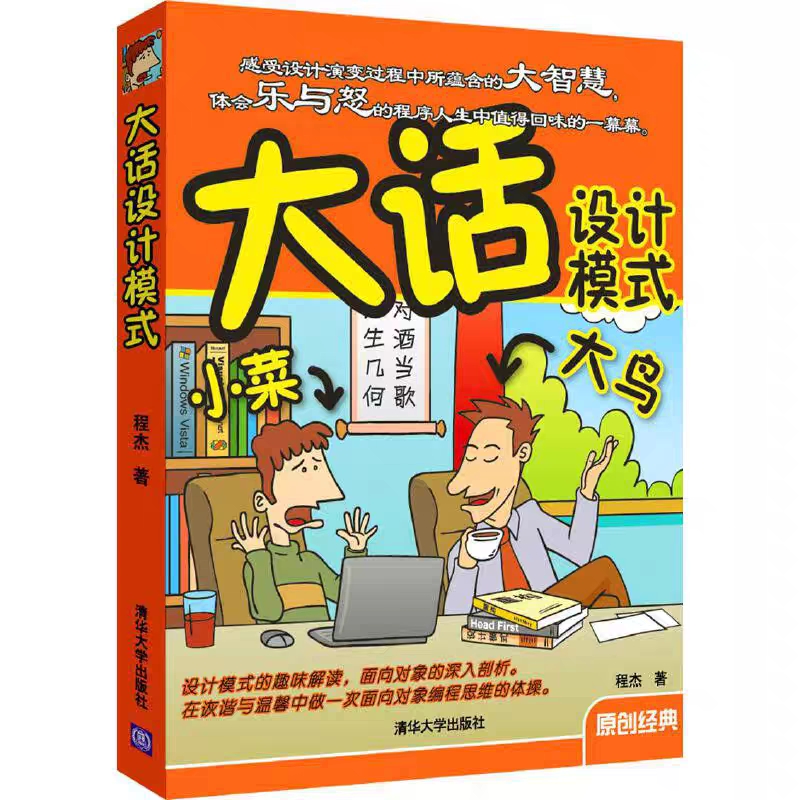 感受设计演变过程中所蕴含的大智慧，
体会乐与怒的程序人生中值得回味的一幕幕。
大话
设计
模式
小菜
大鸟
对酒当歌
人生几何
Windows Vista
Head First
设计模式的趣味解读，面向对象的深入剖析。
在诙谐与温馨中做一次面向对象编程思维的体操。
程杰 著
清华大学出版社
原创经典
大话设计模式
程杰 著
清华大学出版社